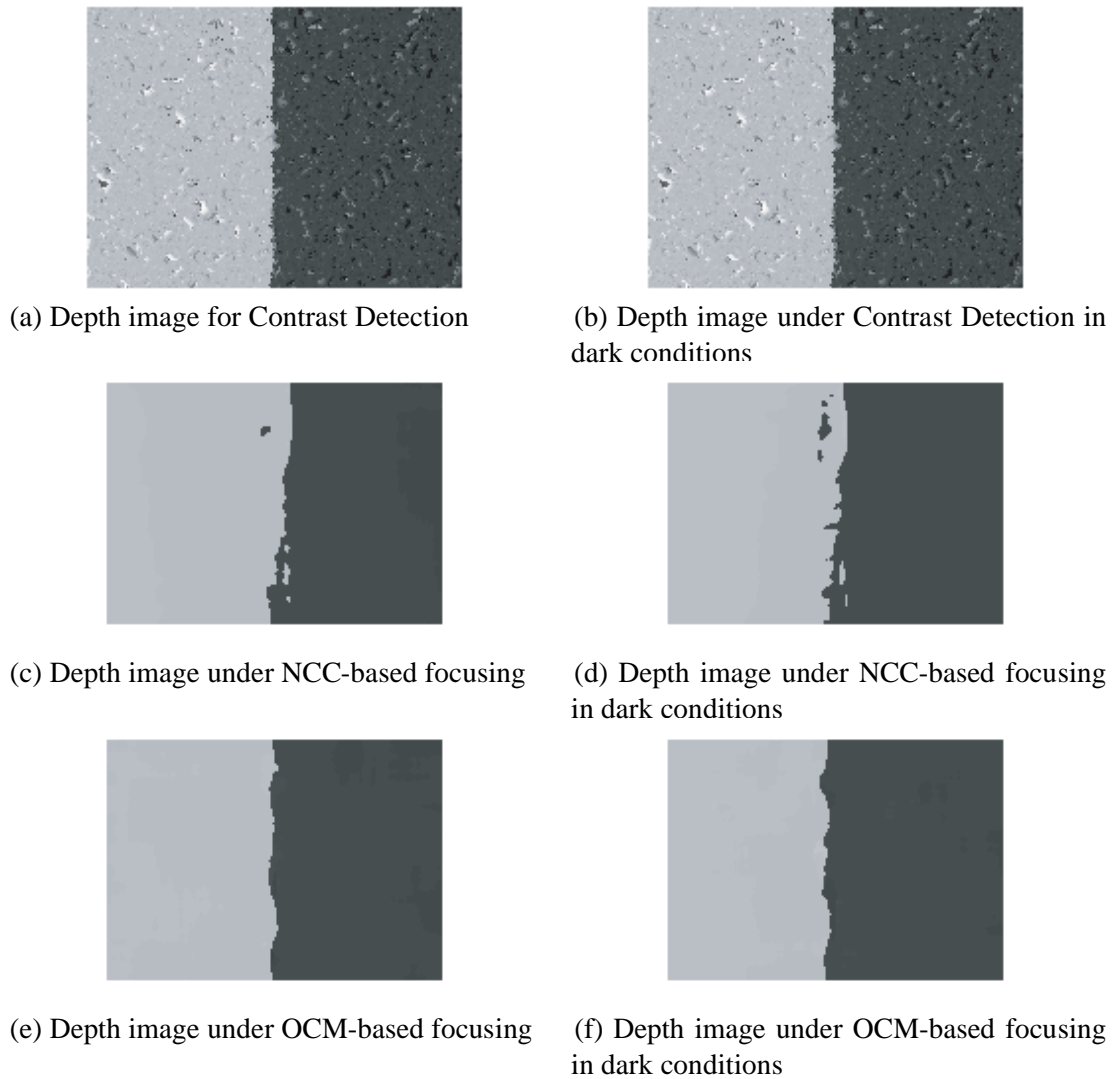 (a) Depth image for Contrast Detection
(b) Depth image under Contrast Detection in
dark conditions
(c) Depth image under NCC-based focusing
(d) Depth image under NCC-based focusing
in dark conditions
(e) Depth image under OCM-based focusing
(f) Depth image under OCM-based focusing
in dark conditions